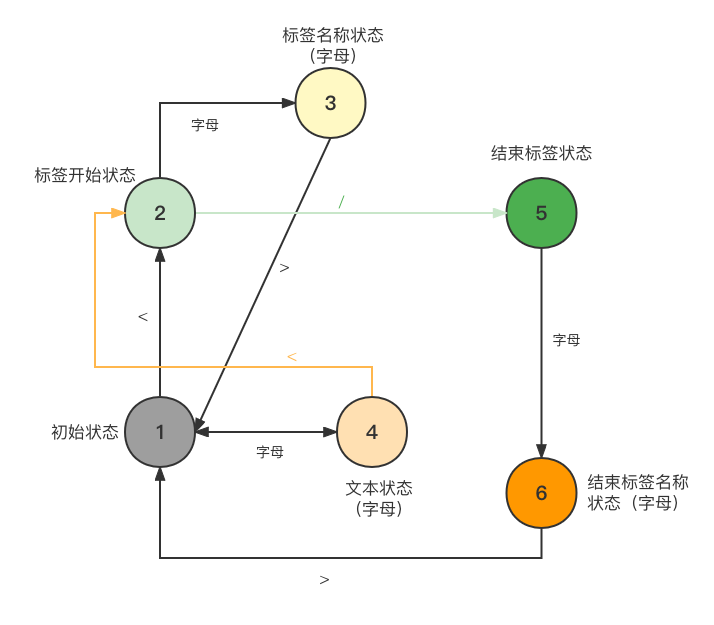 标签名称状态
(字母)
3
字母
结束标签状态
标签开始状态
2
/
5
>
<
字母
<
初始状态
1
4
字母
文本状态
(字母)
6
结束标签名称
状态（字母）
>